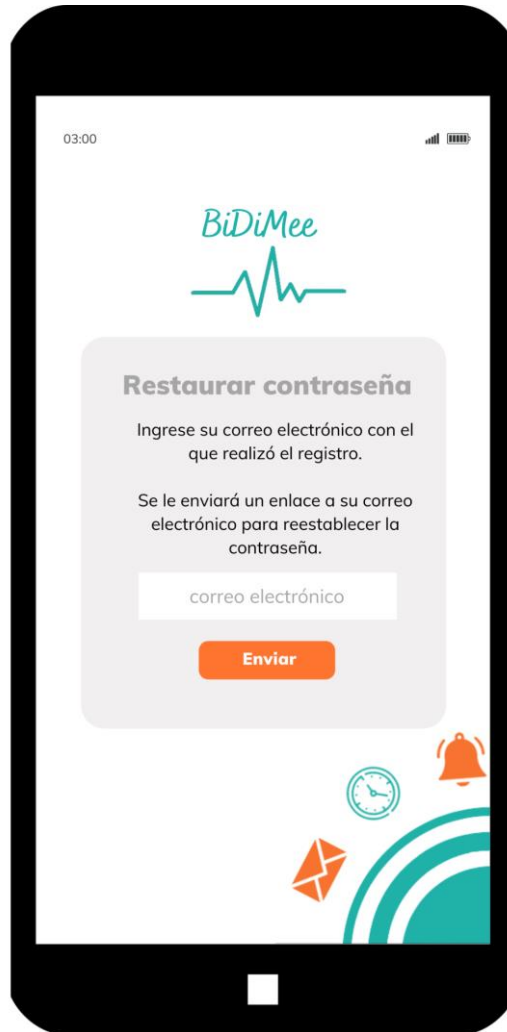 03:00
BiDiMee
Restaurar contraseña
Ingrese su correo electrónico con el
que realizó el registro.
Se le enviará un enlace a su correo
electrónico para reestablecer la
contraseña.
correo electrónico
Enviar